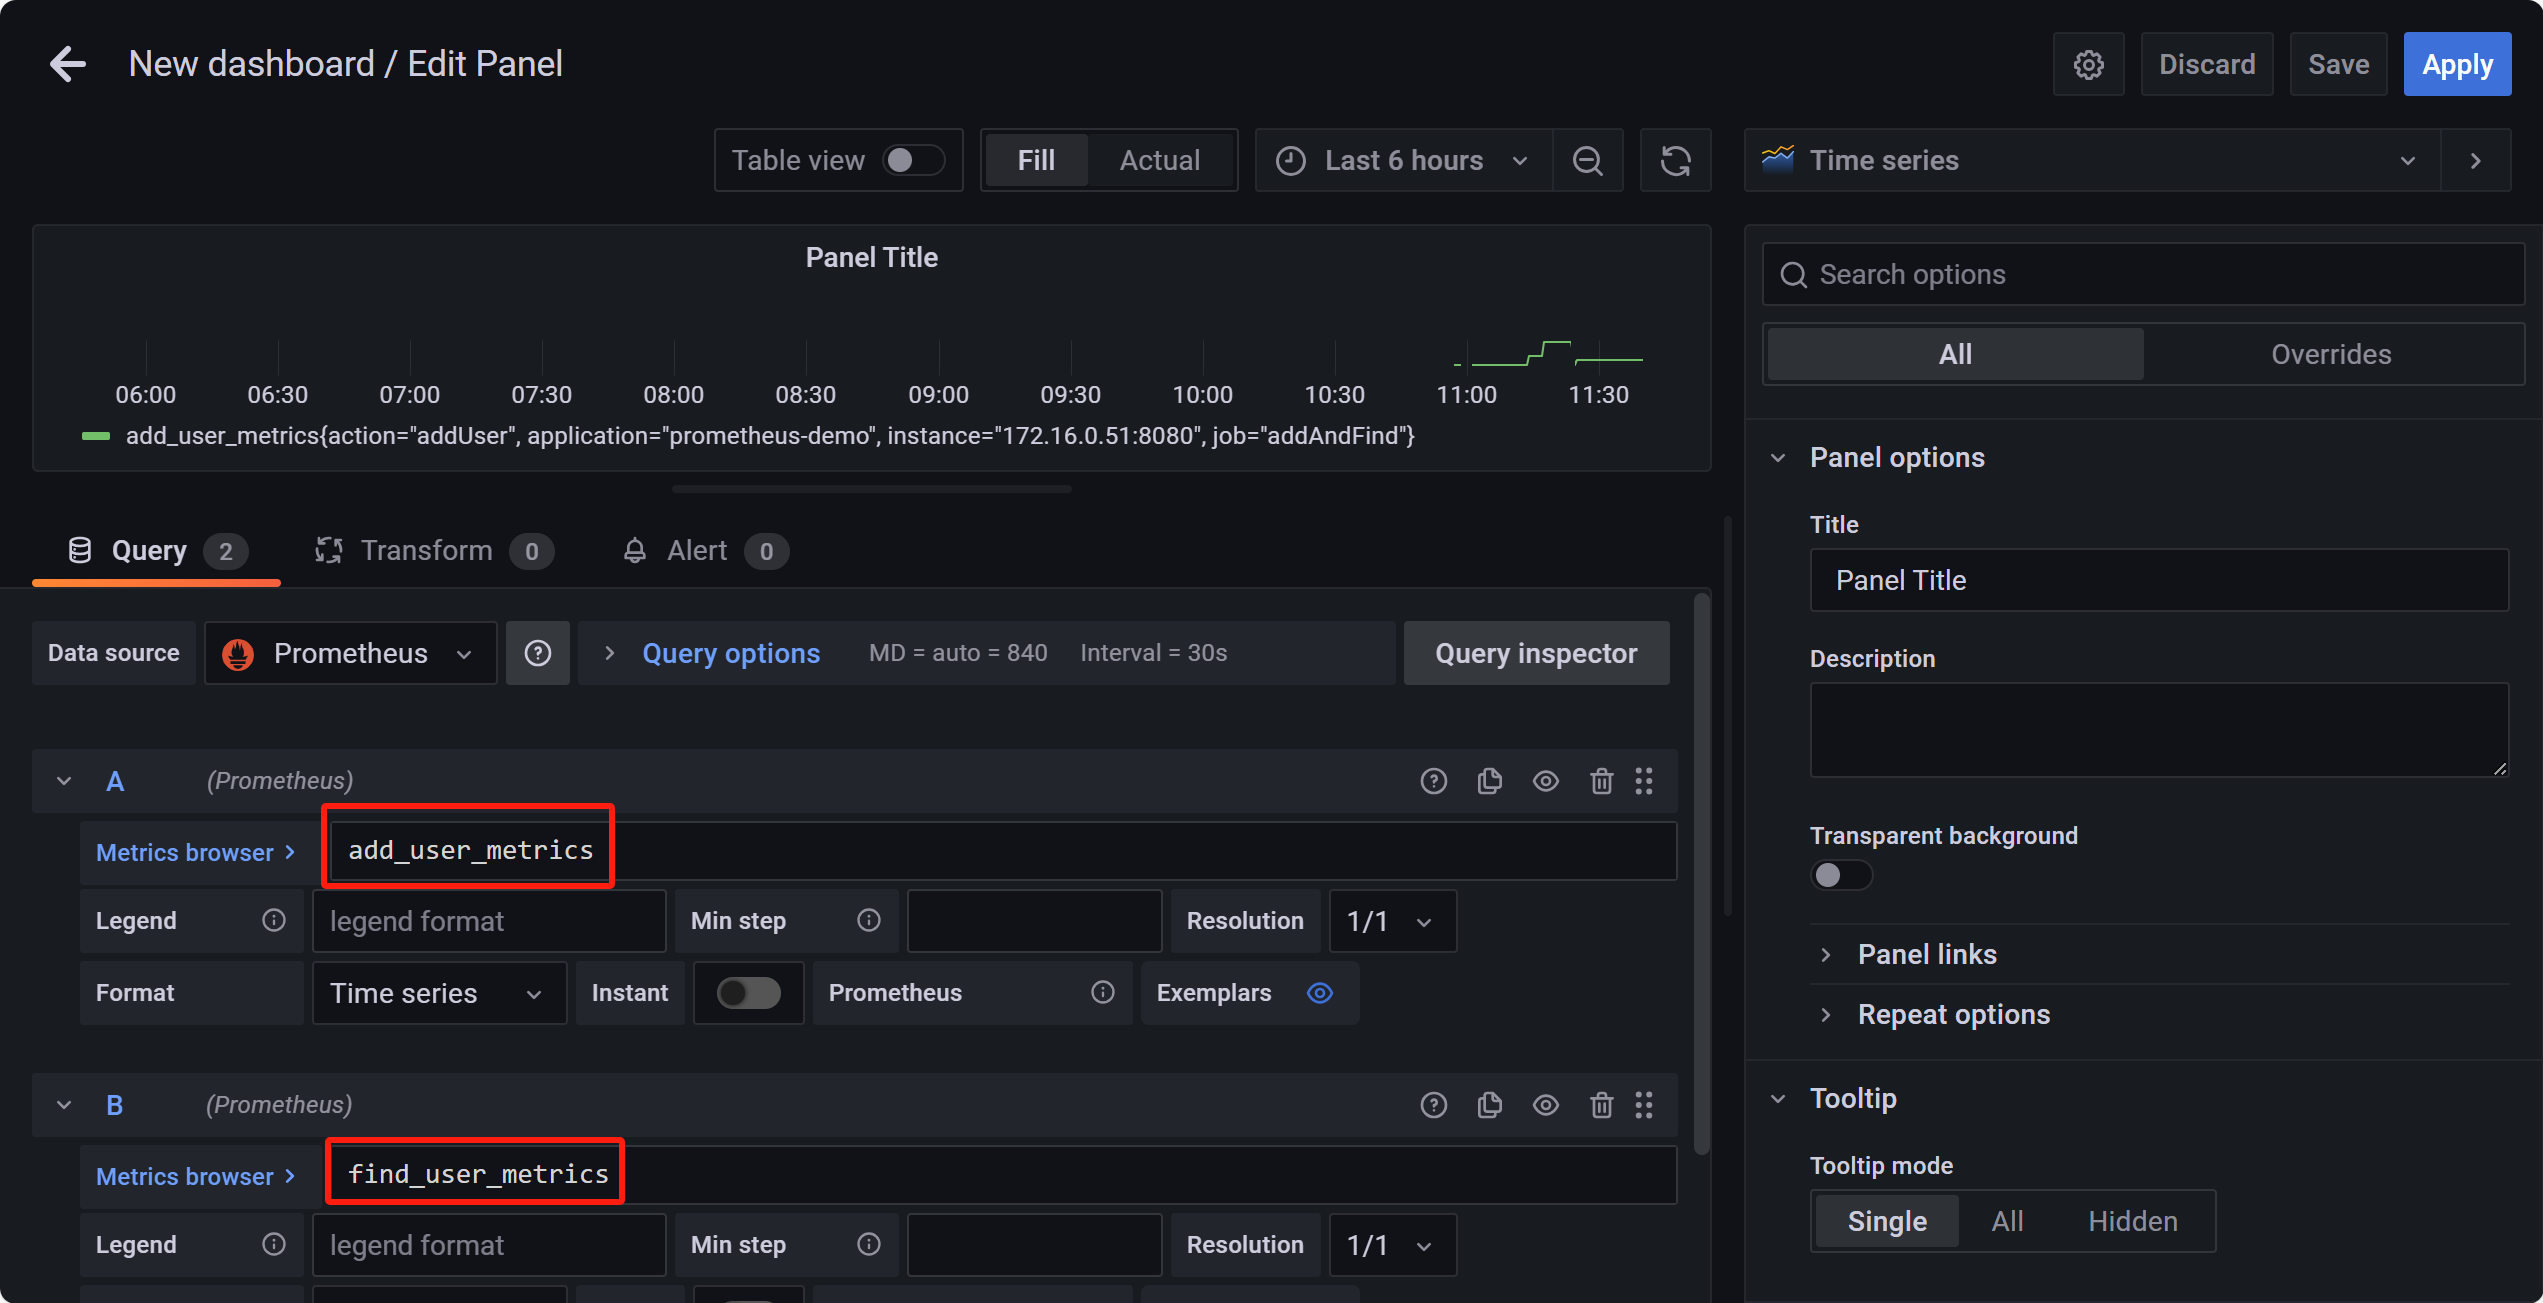 New dashboard / Edit Panel
Discard
Save
Apply
Table view
Fill
Actual
Last 6 hours
Time series
Panel Title
06:00 06:30 07:00 07:30 08:00 08:30 09:00 09:30 10:00 10:30 11:00 11:30
add_user_metrics{action="addUser", application="prometheus-demo", instance="172.16.0.51:8080", job="addAndFind"}
Search options
All
Overrides
Panel options
Title
Panel Title
Description
Transparent background
Panel links
Repeat options
Tooltip
Tooltip mode
Single
All
Hidden
Query 2
Transform 0
Alert 0
Data source
Prometheus
Query options
MD = auto = 840
Interval = 30s
Query inspector
A
(Prometheus)
Metrics browser >
add_user_metrics
Legend
legend format
Min step
Resolution
1/1
Format
Time series
Instant
Prometheus
Exemplars
B
(Prometheus)
Metrics browser >
find_user_metrics
Legend
legend format
Min step
Resolution
1/1